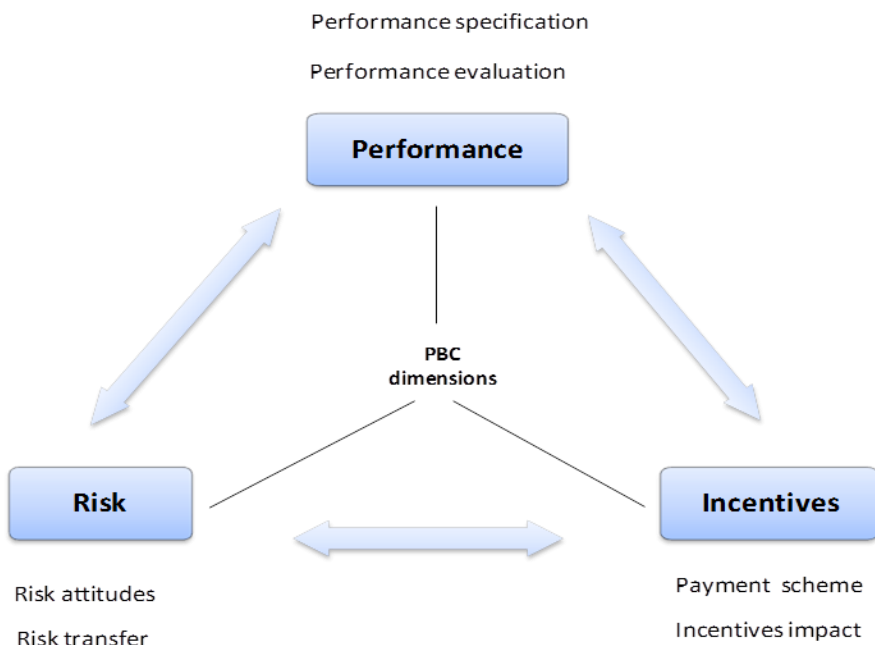 Performance specification
Performance evaluation
Performance
PBC
dimensions
Risk
Incentives
Risk attitudes
Risk transfer
Payment scheme
Incentives impact